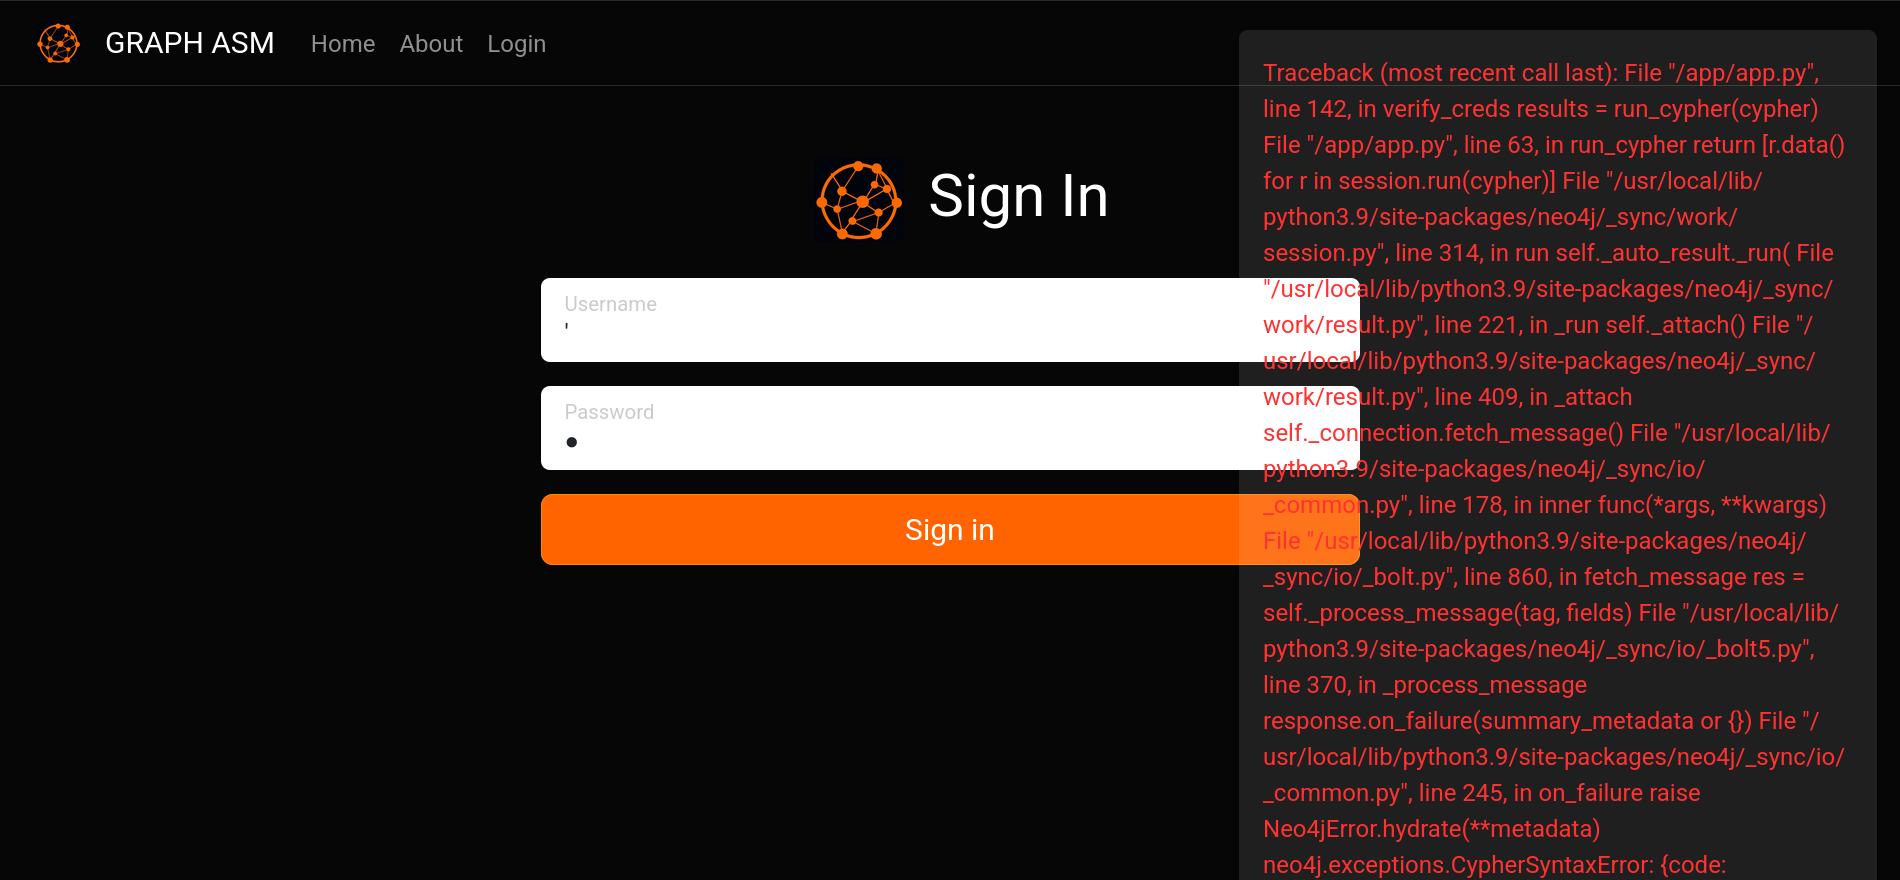 GRAPH ASM Home About Login
Sign In
Username
'
Password
Sign in
Traceback (most recent call last): File "/app/app.py",
line 142, in verify_creds results = run_cypher(cypher)
File "/app/app.py", line 63, in run_cypher return [r.data()
for r in session.run(cypher)] File "/usr/local/lib/
python3.9/site-packages/neo4j/_sync/work/
session.py", line 314, in run self._auto_result._run( File
"/usr/local/lib/python3.9/site-packages/neo4j/_sync/
work/result.py", line 221, in _run self._attach() File "/
usr/local/lib/python3.9/site-packages/neo4j/_sync/
work/result.py", line 409, in _attach
self._connection.fetch_message() File "/usr/local/lib/
python3.9/site-packages/neo4j/_sync/io/
_common.py", line 178, in inner func(*args, **kwargs)
File "/usr/local/lib/python3.9/site-packages/neo4j/
_sync/io/_bolt.py", line 860, in fetch_message res =
self._process_message(tag, fields) File "/usr/local/lib/
python3.9/site-packages/neo4j/_sync/io/_bolt5.py",
line 370, in _process_message
response.on_failure(summary_metadata or {}) File "/
usr/local/lib/python3.9/site-packages/neo4j/_sync/io/
_common.py", line 245, in on_failure raise
Neo4jError.hydrate(**metadata)
neo4j.exceptions.CypherSyntaxError: {code: